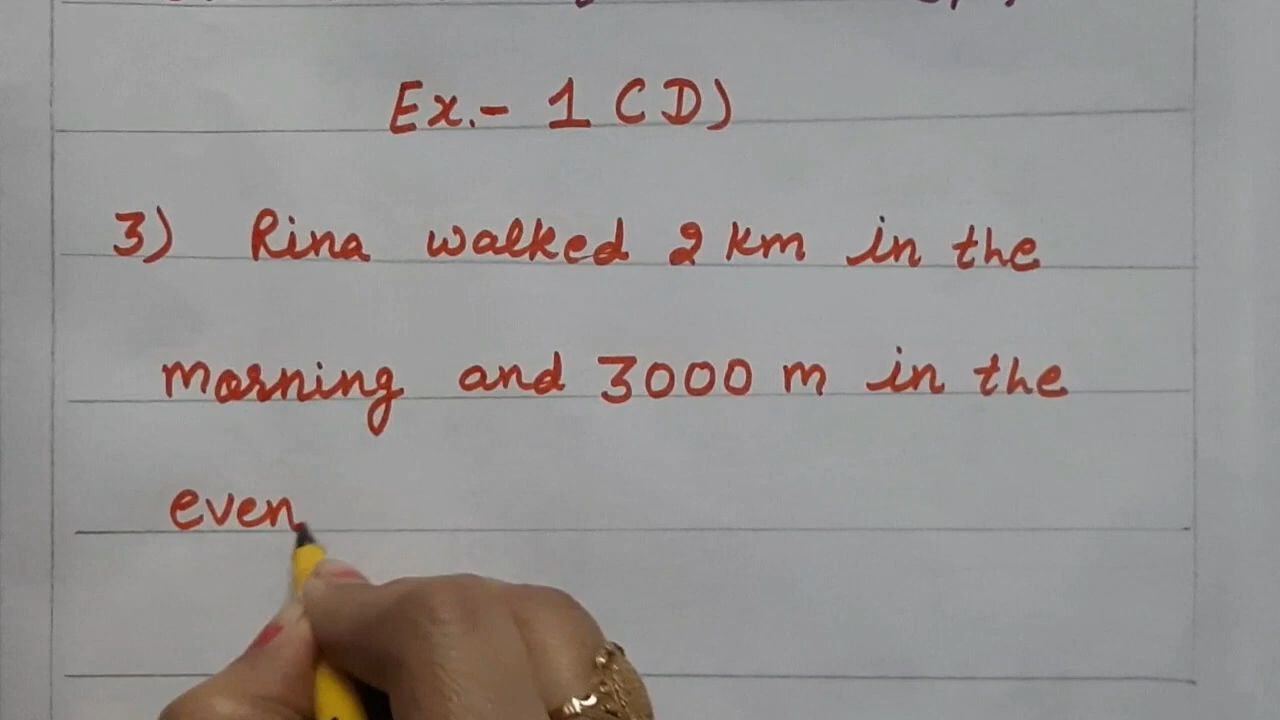 Ex.- 1 (D)
3) Rina walked 2 km in the
morning and 3000 m in the
even